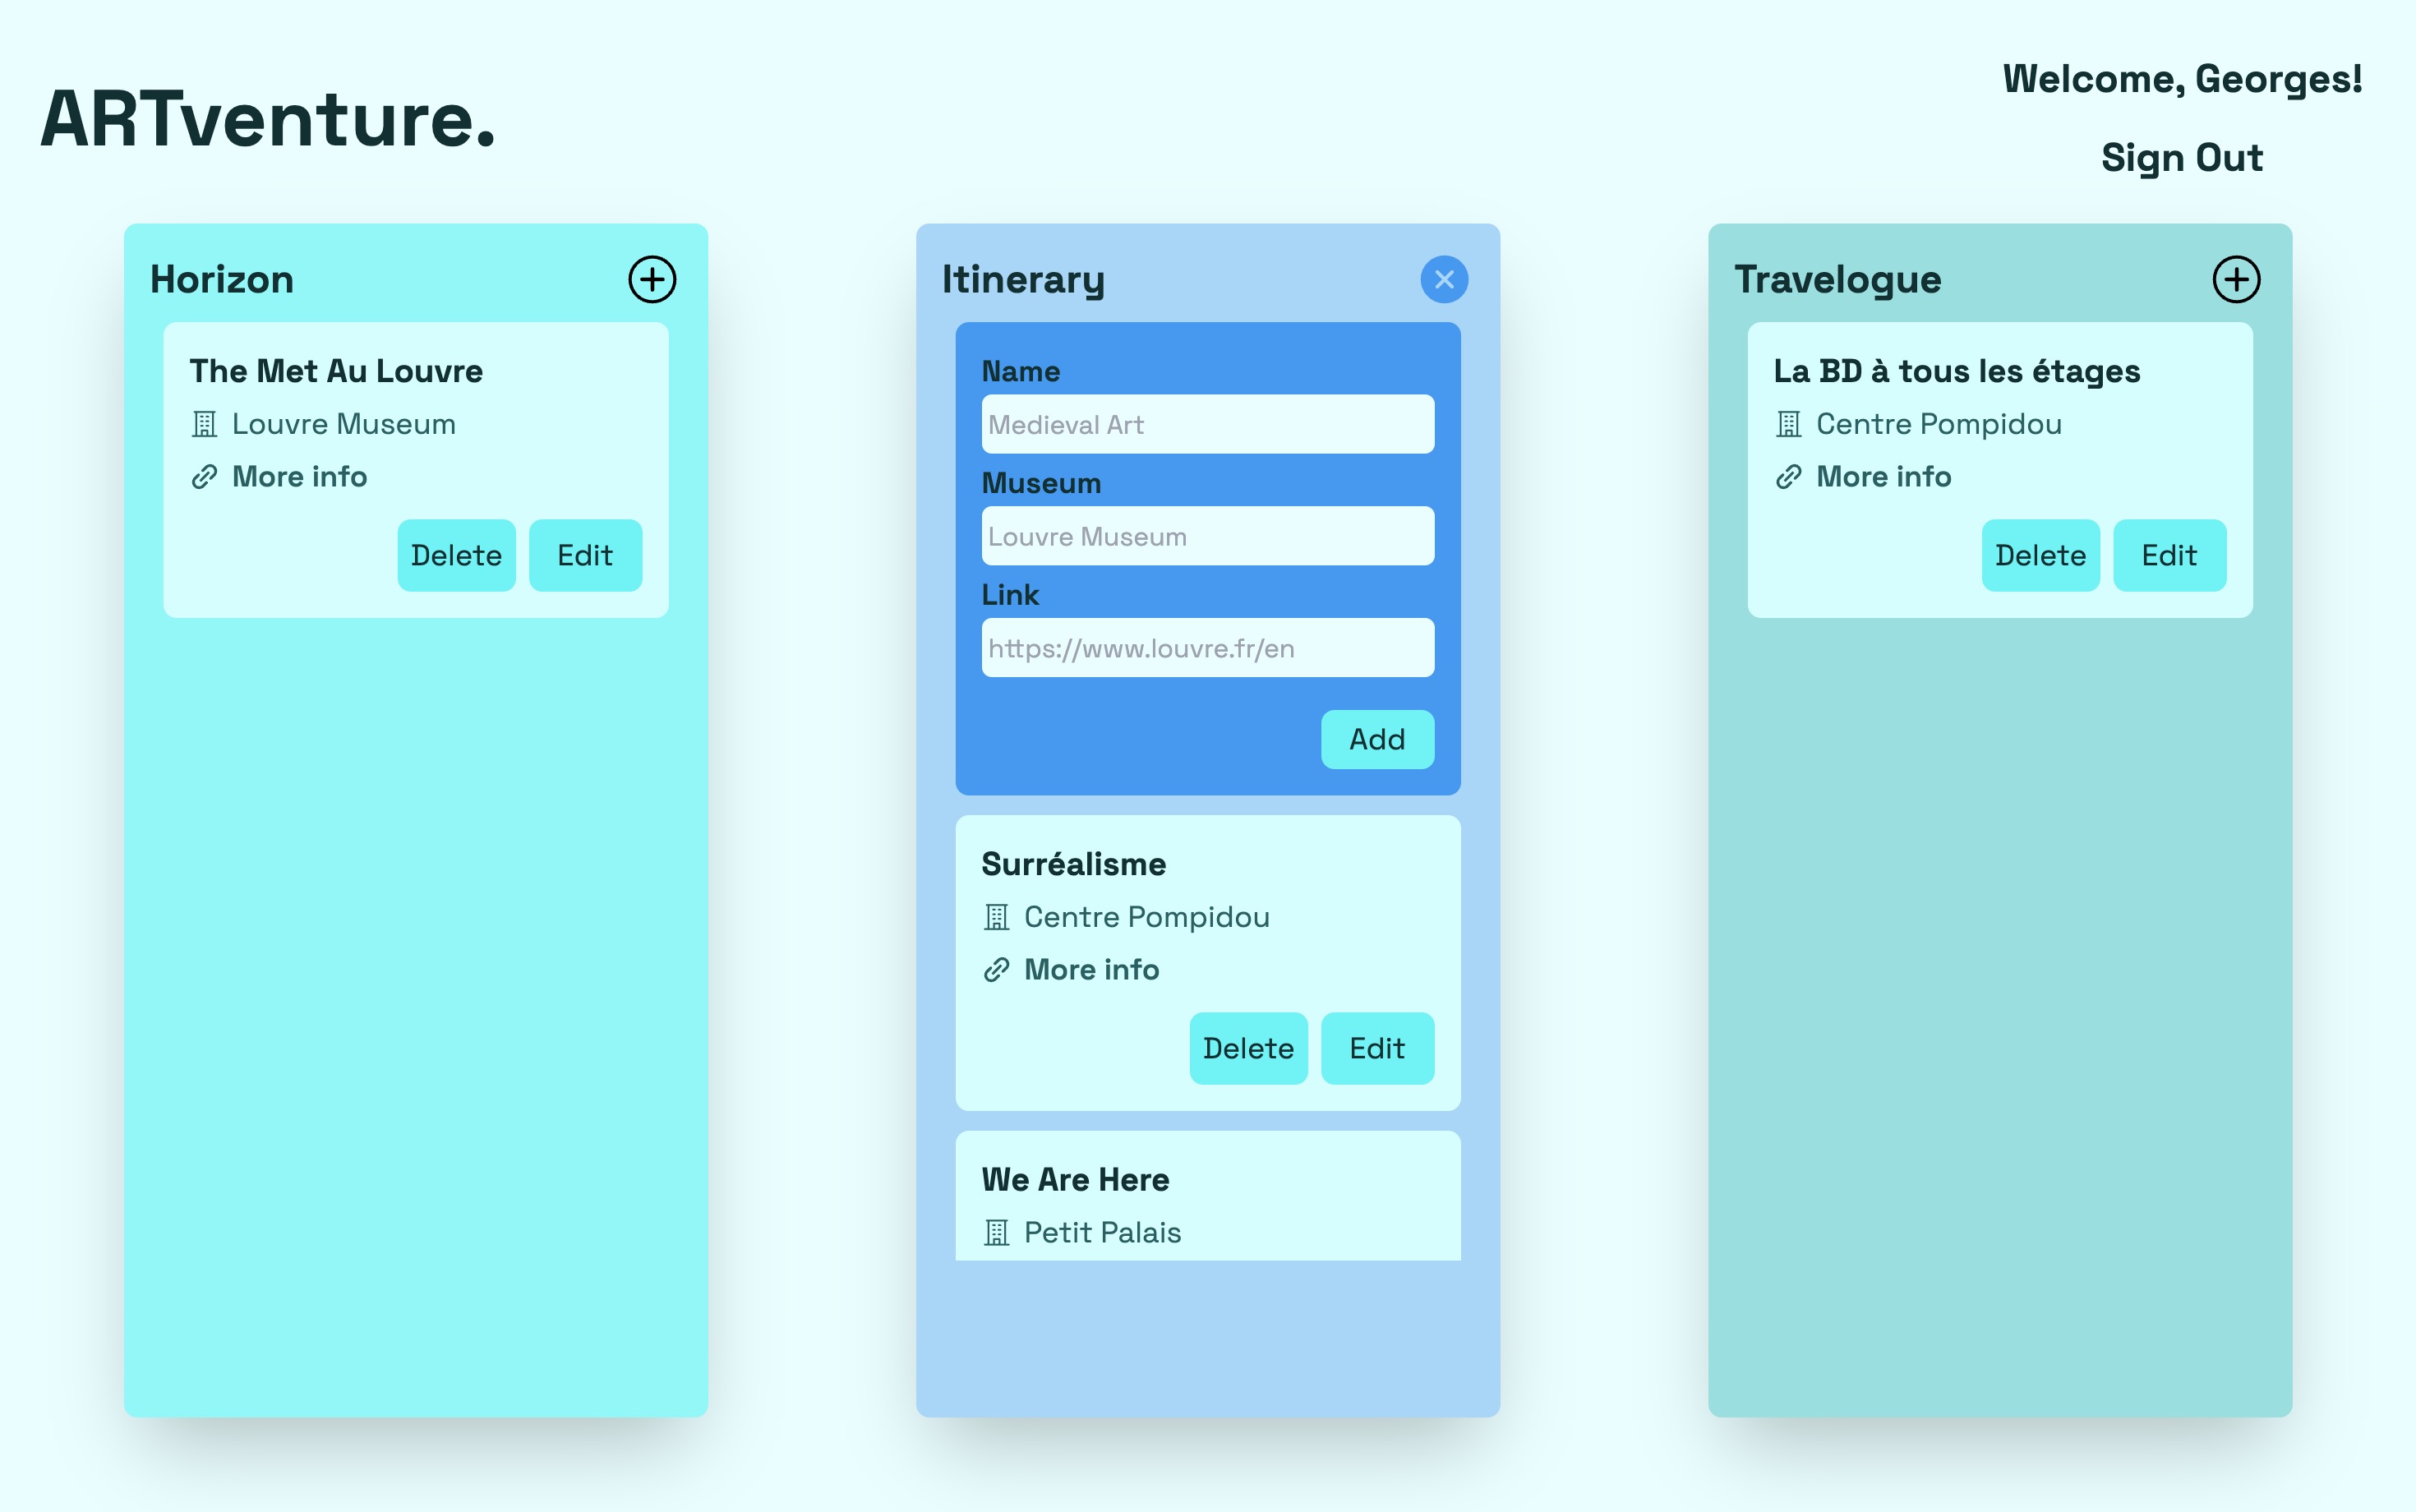 ARTventure.
Welcome, Georges!
Sign Out
Horizon
The Met Au Louvre
Louvre Museum
More info
Delete Edit
Itinerary
Name
Medieval Art
Museum
Louvre Museum
Link
https://www.louvre.fr/en
Add
Surréalisme
Centre Pompidou
More info
Delete Edit
We Are Here
Petit Palais
Travelogue
La BD à tous les étages
Centre Pompidou
More info
Delete Edit